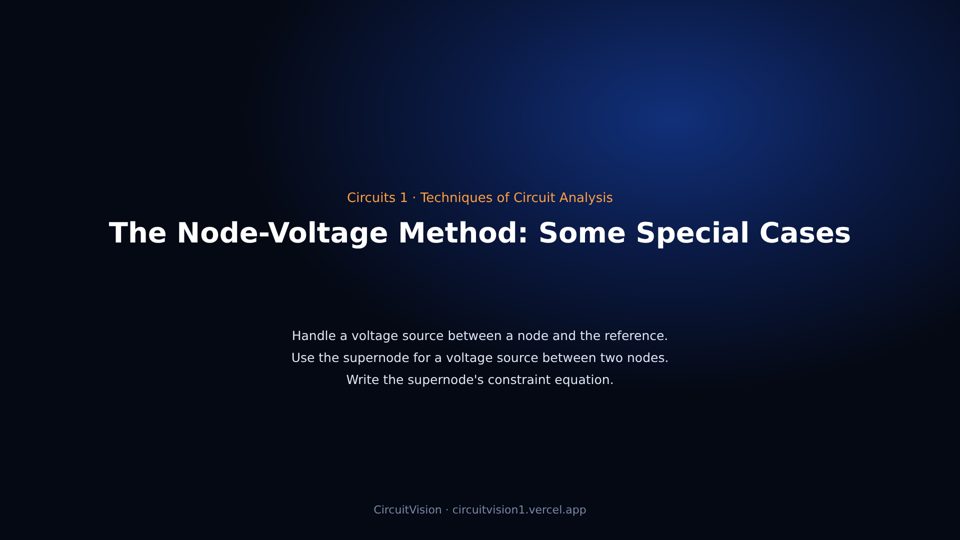 Circuits 1 · Techniques of Circuit Analysis
The Node-Voltage Method: Some Special Cases
Handle a voltage source between a node and the reference.
Use the supernode for a voltage source between two nodes.
Write the supernode's constraint equation.
CircuitVision · circuitvision1.vercel.app